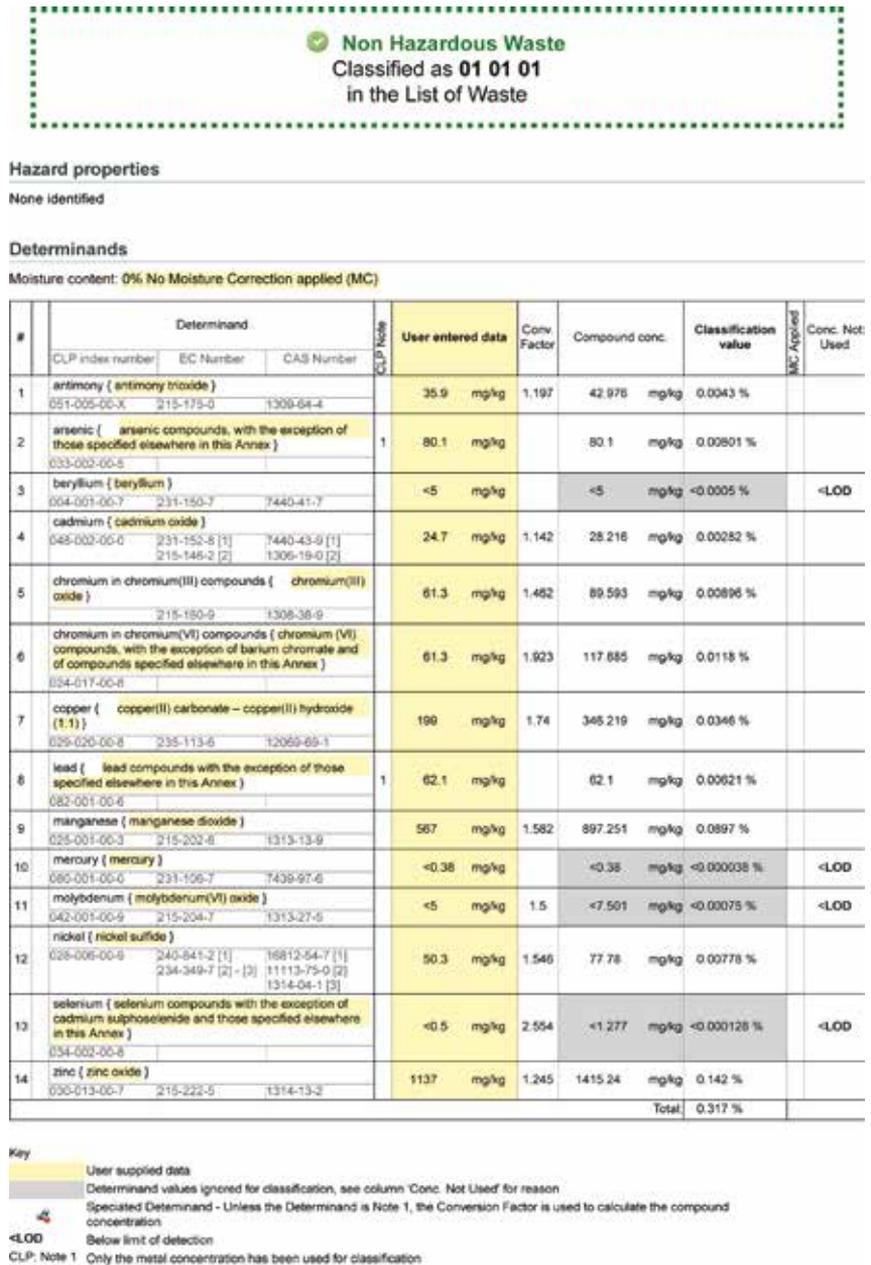 Non Hazardous Waste
Classified as 01 01 01
in the List of Waste
Hazard properties
None identified
Determinands
Moisture content: 0% No Moisture Correction applied (MC)
# Determinand CLP Note User entered data Conv. Factor Compound conc. Classification value MC Applied Conc. Not Used
CLP index number EC Number CAS Number
1 antimony { antimony trioxide } 35.9 mg/kg 1.197 42.976 mg/kg 0.0043 %
051-005-00-X 215-175-0 1309-64-4
2 arsenic { arsenic compounds, with the exception of
those specified elsewhere in this Annex } 1 80.1 mg/kg 80.1 mg/kg 0.00801 %
033-002-00-5
3 beryllium { beryllium } <5 mg/kg <5 mg/kg <0.0005 % <LOD
004-001-00-7 231-150-7 7440-41-7
4 cadmium { cadmium oxide } 24.7 mg/kg 1.142 28.216 mg/kg 0.00282 %
048-002-00-0 231-152-8 [1] 7440-43-9 [1]
215-146-2 [2] 1306-19-0 [2]
5 chromium in chromium(III) compounds { chromium(III)
oxide } 61.3 mg/kg 1.462 89.593 mg/kg 0.00896 %
215-160-9 1308-38-9
6 chromium in chromium(VI) compounds { chromium (VI)
compounds, with the exception of barium chromate and
of compounds specified elsewhere in this Annex } 61.3 mg/kg 1.923 117.885 mg/kg 0.0118 %
024-017-00-8
7 copper { copper(II) carbonate – copper(II) hydroxide
(1:1) } 199 mg/kg 1.74 346.219 mg/kg 0.0346 %
029-020-00-8 235-113-6 12069-69-1
8 lead { lead compounds with the exception of those
specified elsewhere in this Annex } 1 62.1 mg/kg 62.1 mg/kg 0.00621 %
082-001-00-6
9 manganese { manganese dioxide } 567 mg/kg 1.582 897.251 mg/kg 0.0897 %
025-001-00-3 215-202-6 1313-13-9
10 mercury { mercury } <0.38 mg/kg <0.38 mg/kg <0.000038 % <LOD
080-001-00-0 231-106-7 7439-97-6
11 molybdenum { molybdenum(VI) oxide } <5 mg/kg 1.5 <7.501 mg/kg <0.00075 % <LOD
042-001-00-9 215-204-7 1313-27-5
12 nickel { nickel sulfide } 50.3 mg/kg 1.546 77.78 mg/kg 0.00778 %
028-006-00-9 240-841-2 [1] 16812-54-7 [1]
234-349-7 [2] - [3] 11113-75-0 [2]
1314-04-1 [3]
13 selenium { selenium compounds with the exception of
cadmium sulphoselenide and those specified elsewhere
in this Annex } <0.5 mg/kg 2.554 <1.277 mg/kg <0.000128 % <LOD
034-002-00-8
14 zinc { zinc oxide } 1137 mg/kg 1.245 1415.24 mg/kg 0.142 %
030-013-00-7 215-222-5 1314-13-2
Total: 0.317 %
Key
User supplied data
Determinand values ignored for classification, see column 'Conc. Not Used' for reason
Speciated Determinand - Unless the Determinand is Note 1, the Conversion Factor is used to calculate the compound
concentration
<LOD Below limit of detection
CLP: Note 1 Only the metal concentration has been used for classification